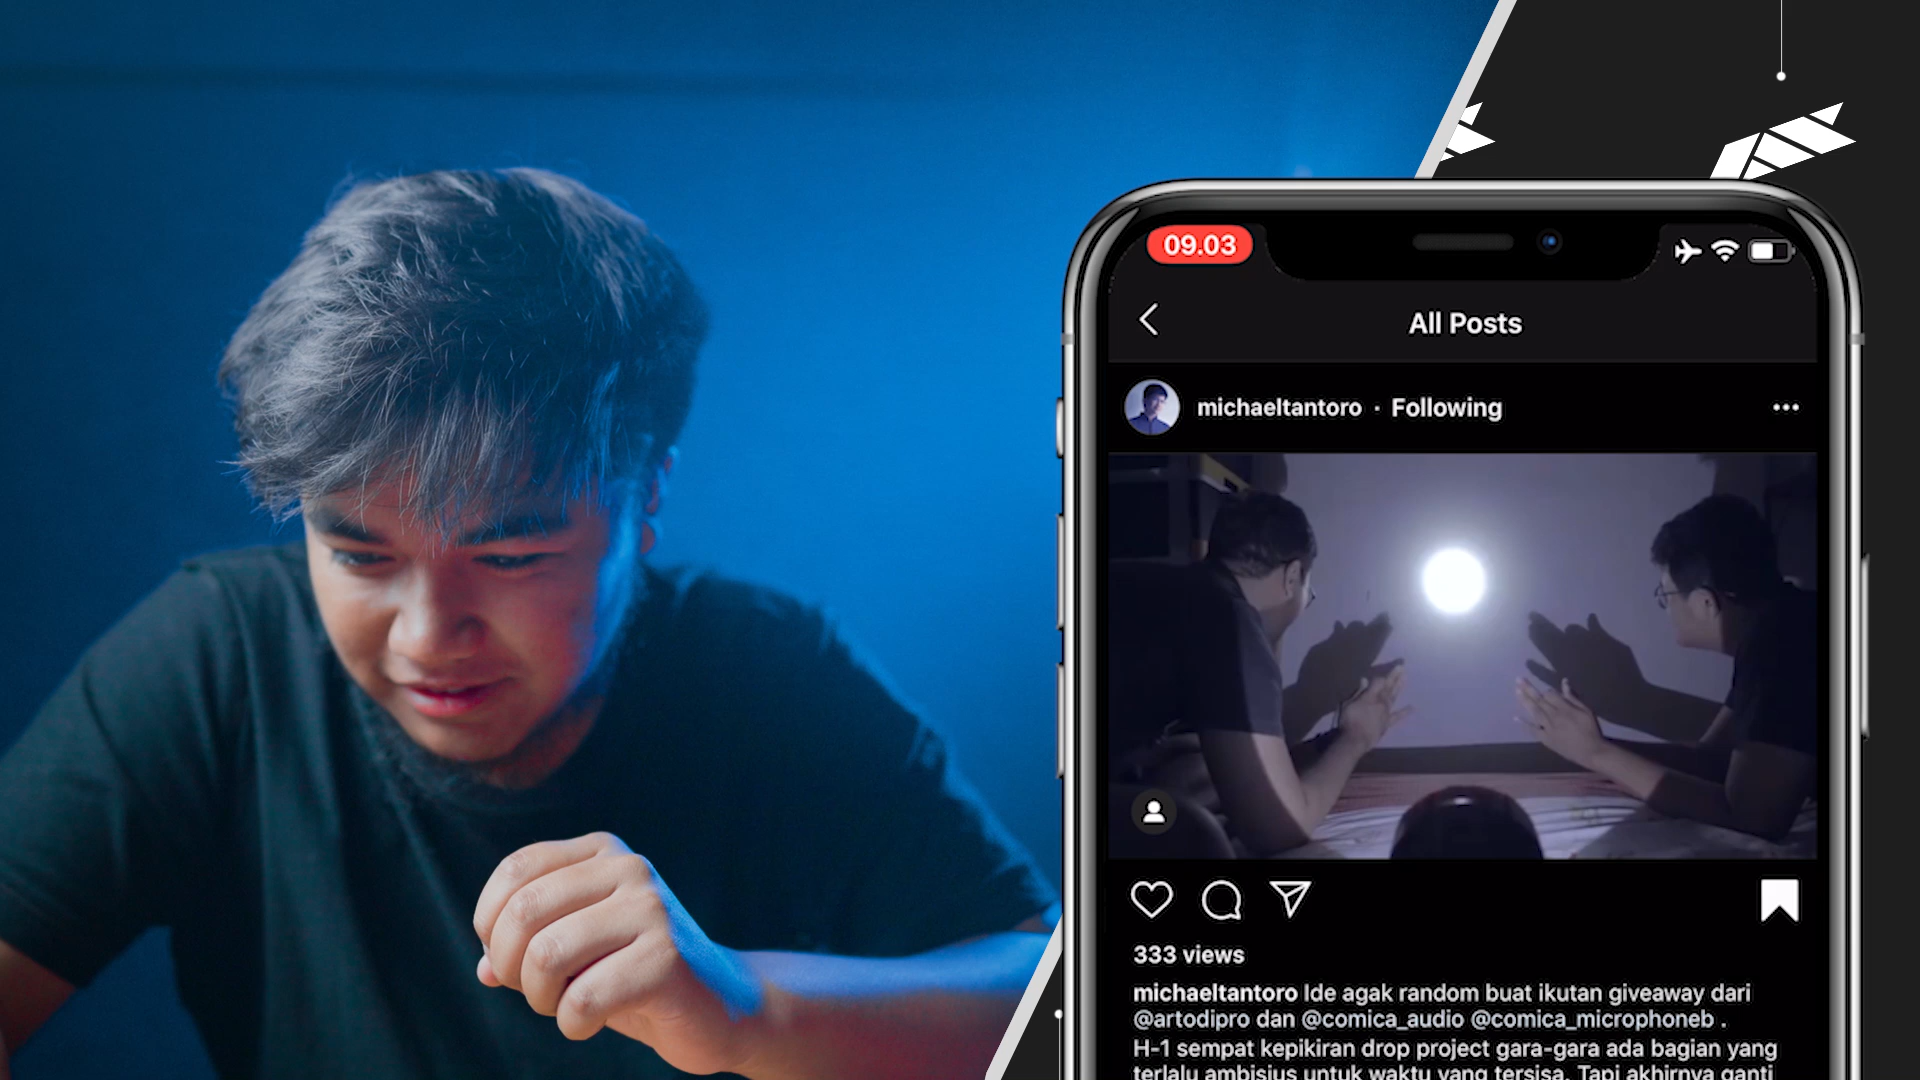 09.03
All Posts
michaeltantoro · Following
333 views
michaeltantoro Ide agak random buat ikutan giveaway dari
@artodipro dan @comica_audio @comica_microphoneb .
H-1 sempat kepikiran drop project gara-gara ada bagian yang
terlalu ambisius untuk waktu yang tersisa. Tapi akhirnya ganti